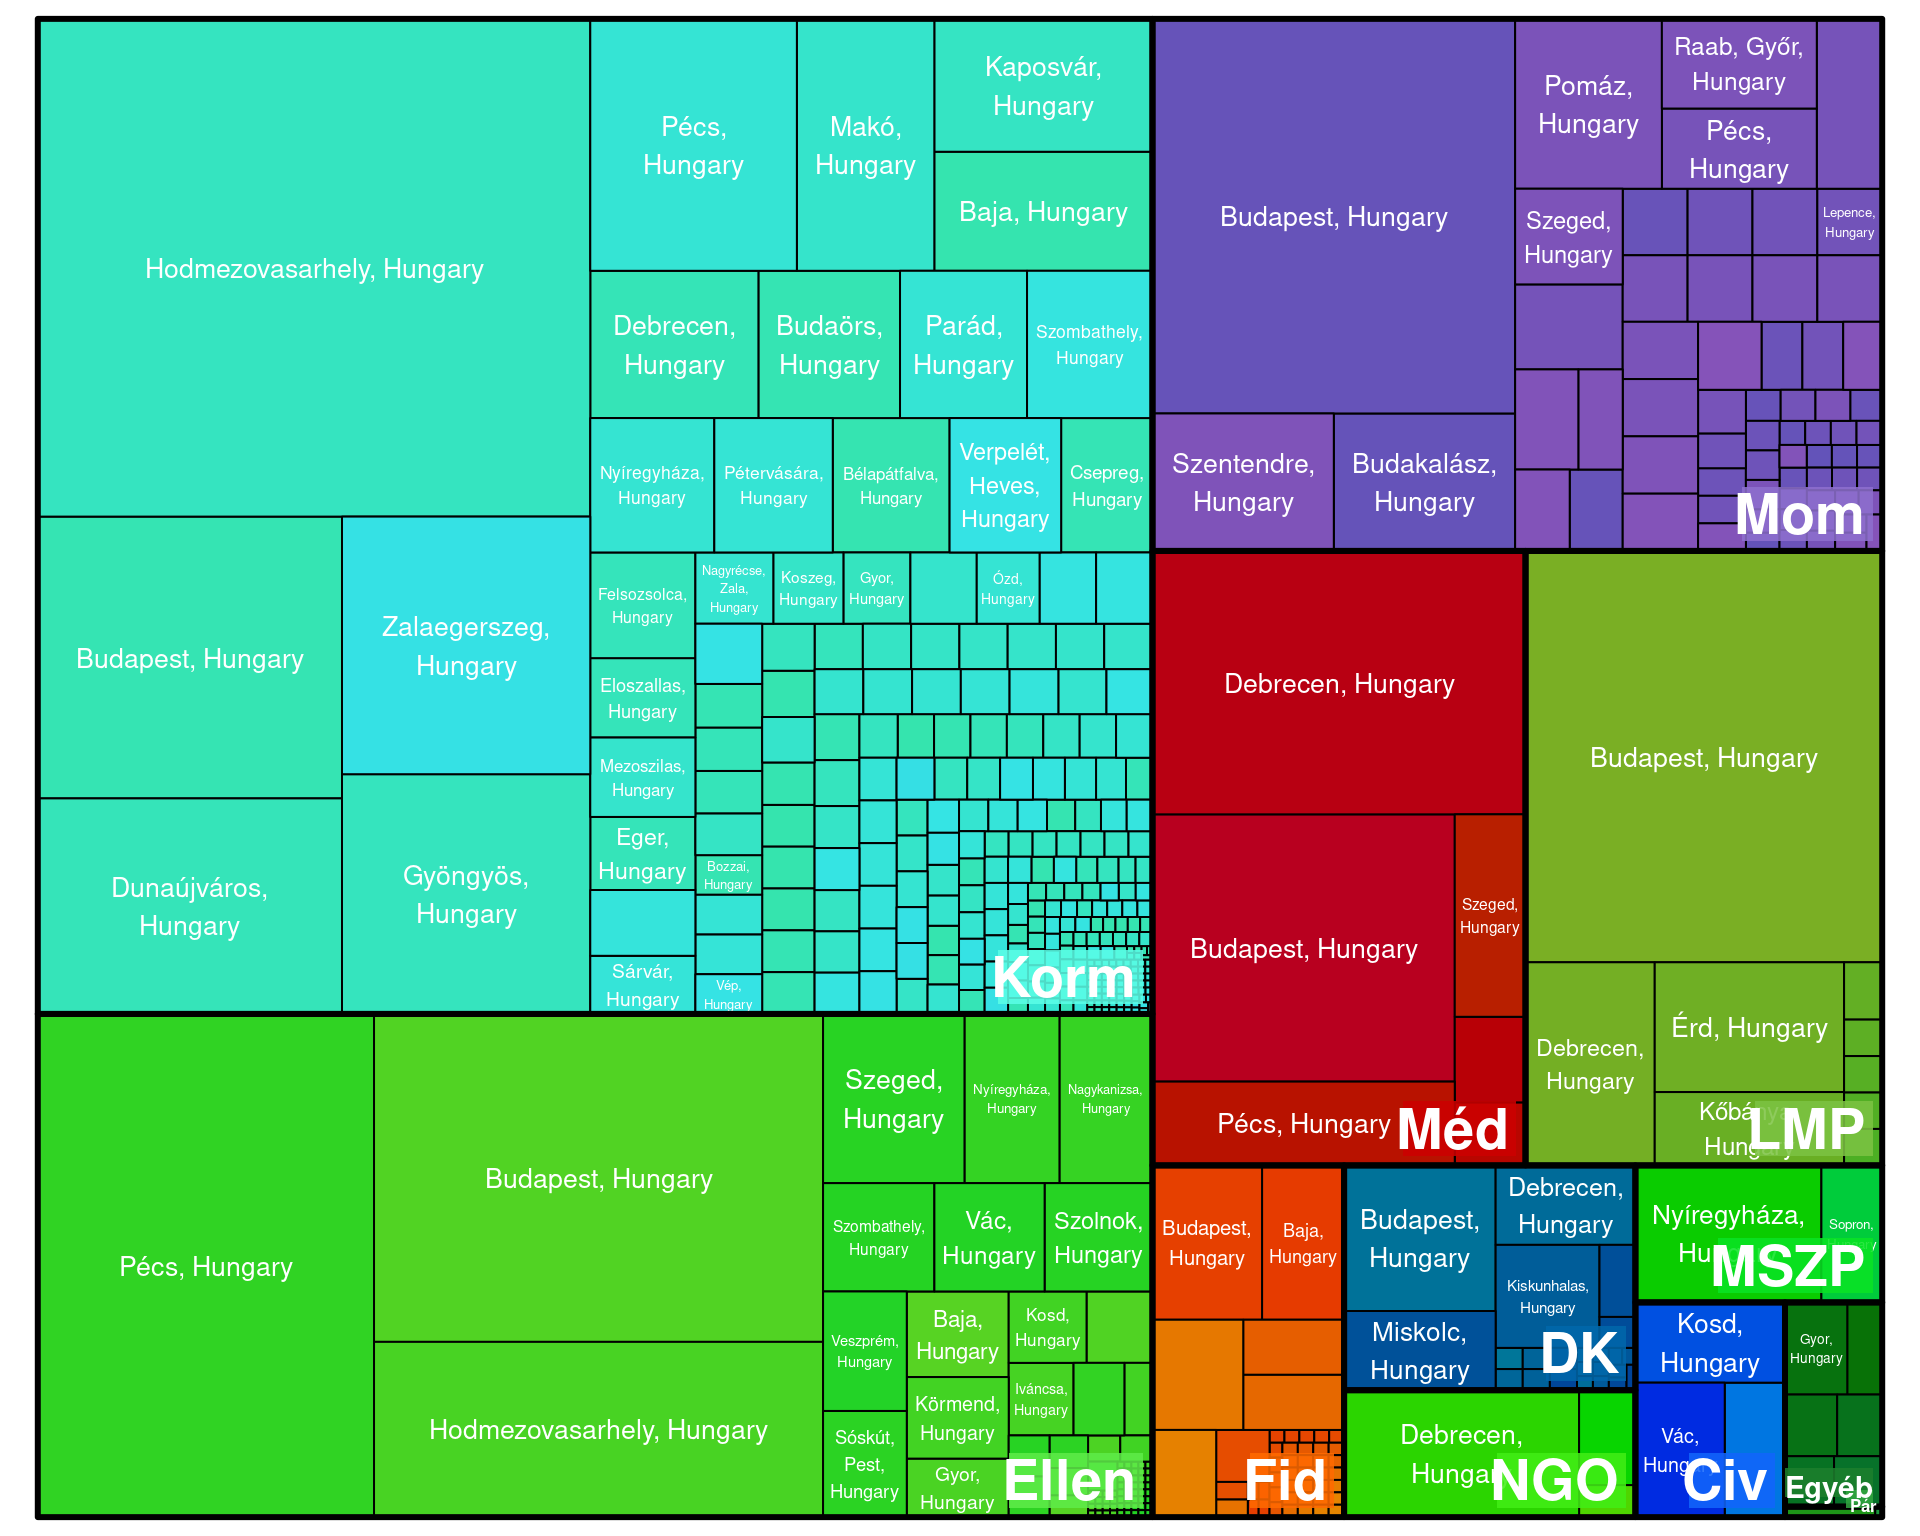 Hodmezovasarhely, Hungary
Budapest, Hungary
Zalaegerszeg,
Hungary
Dunaújváros,
Hungary
Gyöngyös,
Hungary
Pécs,
Hungary
Makó,
Hungary
Kaposvár,
Hungary
Baja, Hungary
Debrecen,
Hungary
Budaörs,
Hungary
Parád,
Hungary
Szombathely,
Hungary
Nyíregyháza,
Hungary
Pétervására,
Hungary
Bélapátfalva,
Hungary
Verpelét,
Heves,
Hungary
Csepreg,
Hungary
Felsozsolca,
Hungary
Nagyrécse,
Zala,
Hungary
Koszeg,
Hungary
Gyor,
Hungary
Ózd,
Hungary
Eloszallas,
Hungary
Mezoszilas,
Hungary
Eger,
Hungary
Bozzai,
Hungary
Sárvár,
Hungary
Vép,
Hungary
Korm
Budapest, Hungary
Pomáz,
Hungary
Raab, Győr,
Hungary
Pécs,
Hungary
Szeged,
Hungary
Lepence,
Hungary
Szentendre,
Hungary
Budakalász,
Hungary
Mom
Debrecen, Hungary
Budapest, Hungary
Szeged,
Hungary
Pécs, Hungary
Méd
Budapest, Hungary
Debrecen,
Hungary
Érd, Hungary
LMP
Pécs, Hungary
Budapest, Hungary
Hodmezovasarhely, Hungary
Szeged,
Hungary
Nyíregyháza,
Hungary
Nagykanizsa,
Hungary
Szombathely,
Hungary
Vác,
Hungary
Szolnok,
Hungary
Veszprém,
Hungary
Baja,
Hungary
Kosd,
Hungary
Körmend,
Hungary
Iváncsa,
Hungary
Sóskút,
Pest,
Hungary
Gyor,
Hungary
Ellen
Budapest,
Hungary
Baja,
Hungary
Fid
Budapest,
Hungary
Debrecen,
Hungary
Kiskunhalas,
Hungary
Miskolc,
Hungary
DK
Nyíregyháza,
Sopron,
MSZP
Debrecen,
Hungary
NGO
Kosd,
Hungary
Vác,
Civ
Gyor,
Hungary
Egyéb
Pár